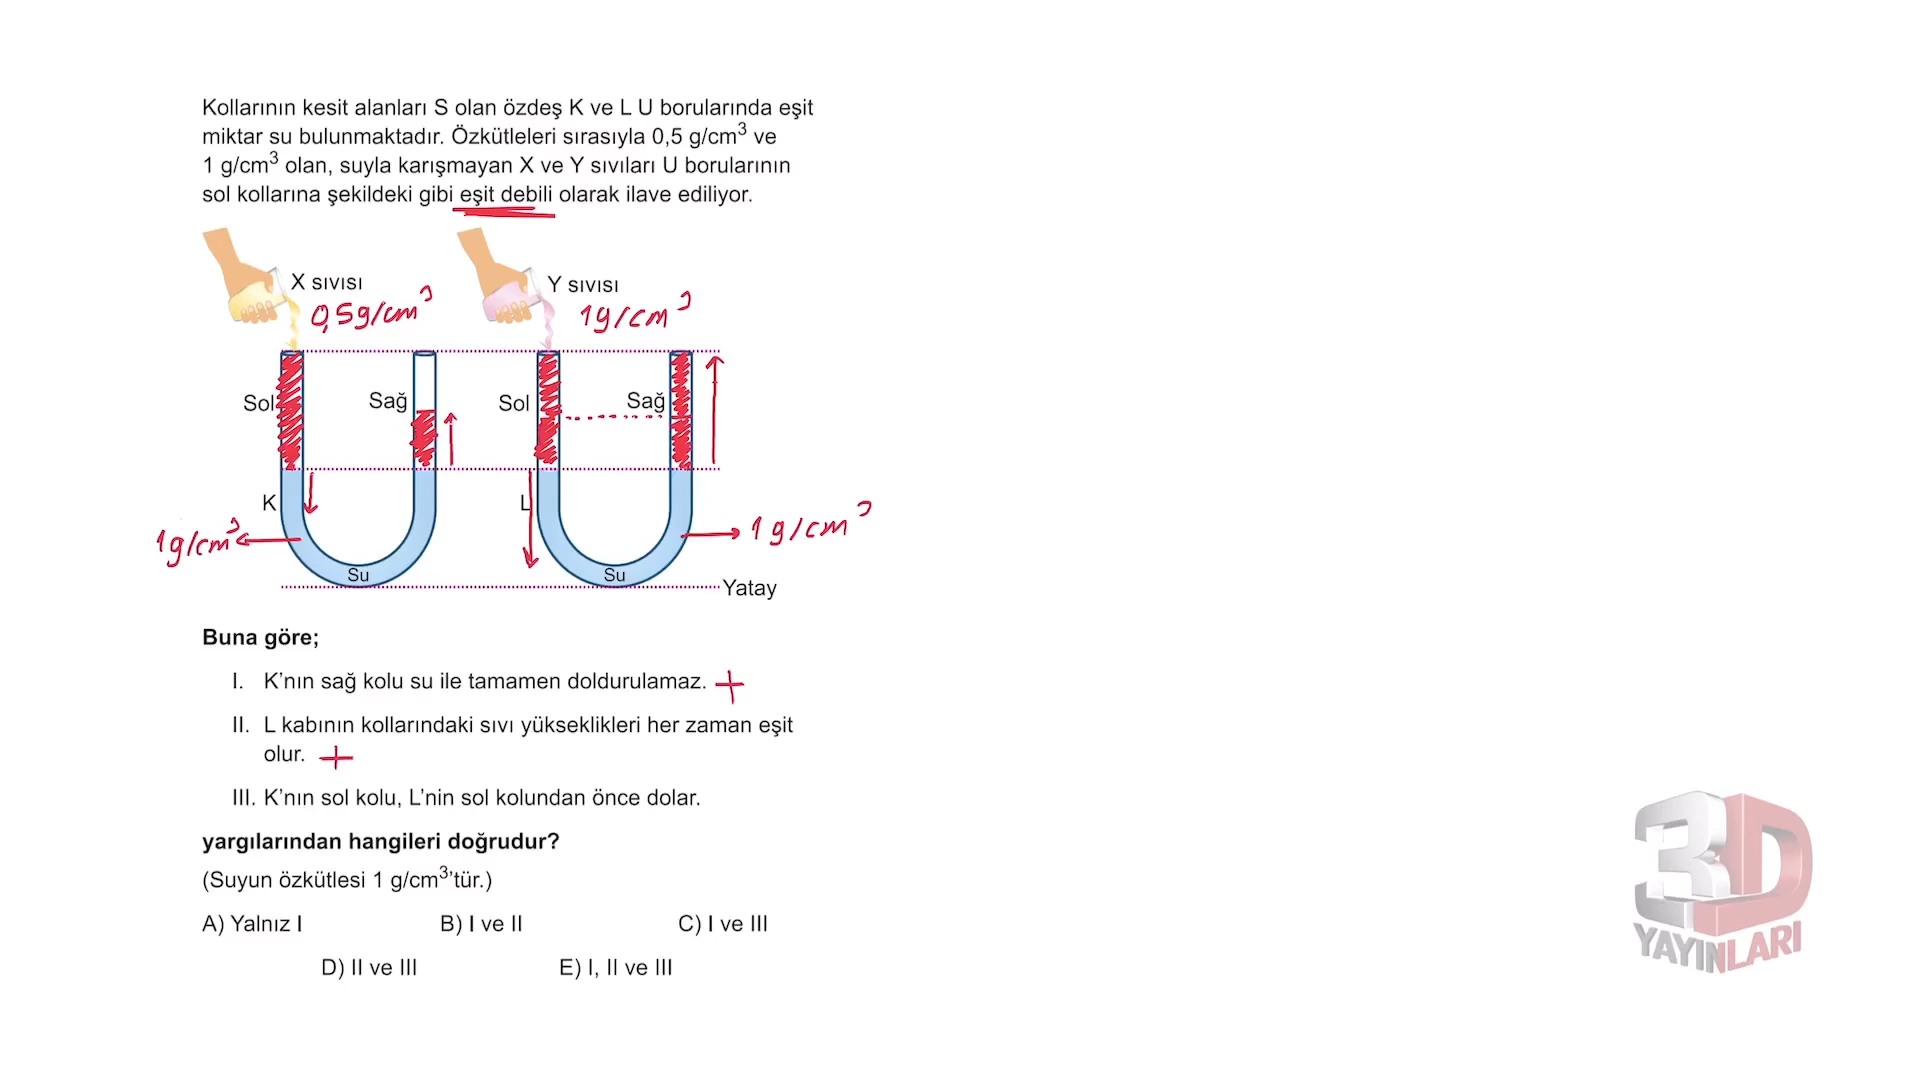 Kollarının kesit alanları S olan özdeş K ve L U borularında eşit
miktar su bulunmaktadır. Özkütleleri sırasıyla 0,5 g/cm³ ve
1 g/cm³ olan, suyla karışmayan X ve Y sıvıları U borularının
sol kollarına şekildeki gibi eşit debili olarak ilave ediliyor.
X sıvısı
Y sıvısı
0,5g/cm³
1g/cm³
Sol
Sağ
Sol
Sağ
K
L
1g/cm³
1g/cm³
Su
Su
Yatay
Buna göre;
I. K’nın sağ kolu su ile tamamen doldurulamaz. +
II. L kabının kollarındaki sıvı yükseklikleri her zaman eşit
olur. +
III. K’nın sol kolu, L’nin sol kolundan önce dolar.
yargılarından hangileri doğrudur?
(Suyun özkütlesi 1 g/cm³’tür.)
A) Yalnız I
B) I ve II
C) I ve III
D) II ve III
E) I, II ve III
3D
YAYINLARI